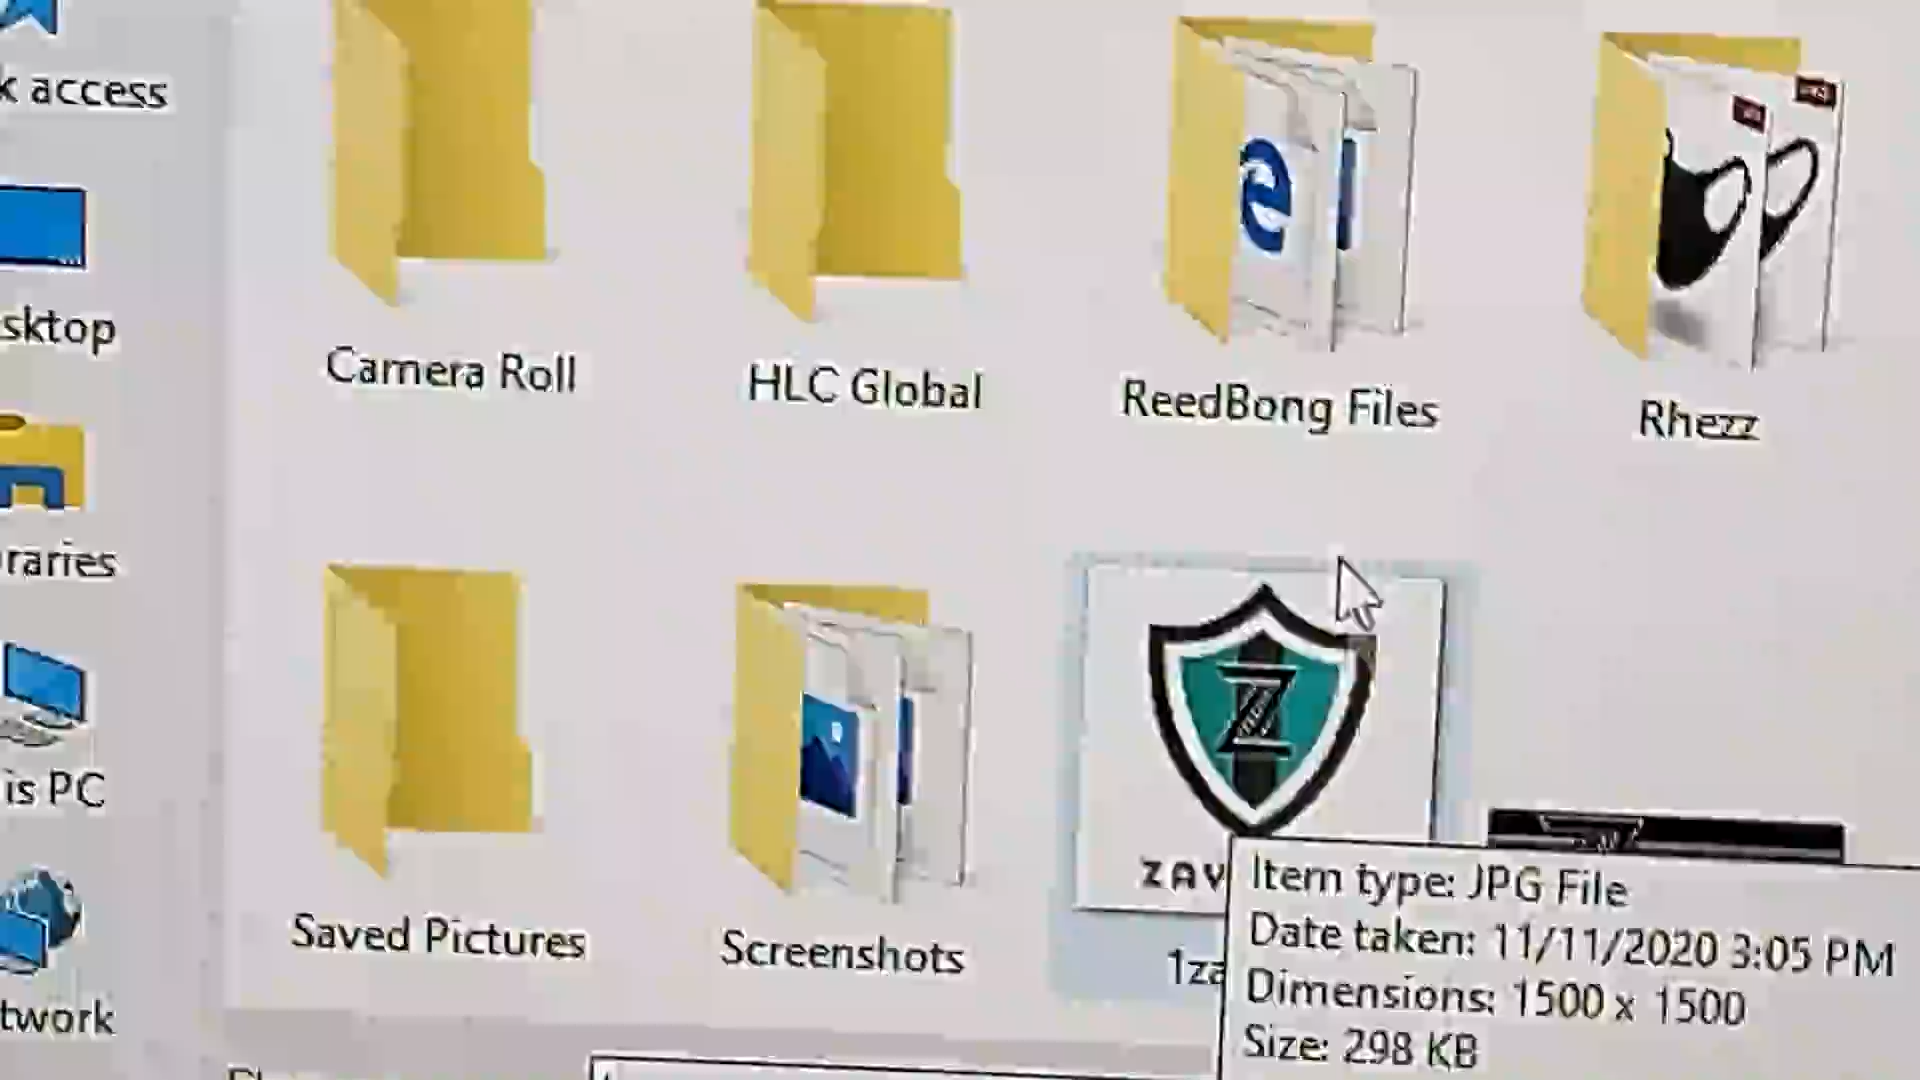 k access
sktop
raries
is PC
twork
Camera Roll
HLC Global
ReedBong Files
Rhezz
Saved Pictures
Screenshots
Z
ZAV
1za
Item type: JPG File
Date taken: 11/11/2020 3:05 PM
Dimensions: 1500 x 1500
Size: 298 KB